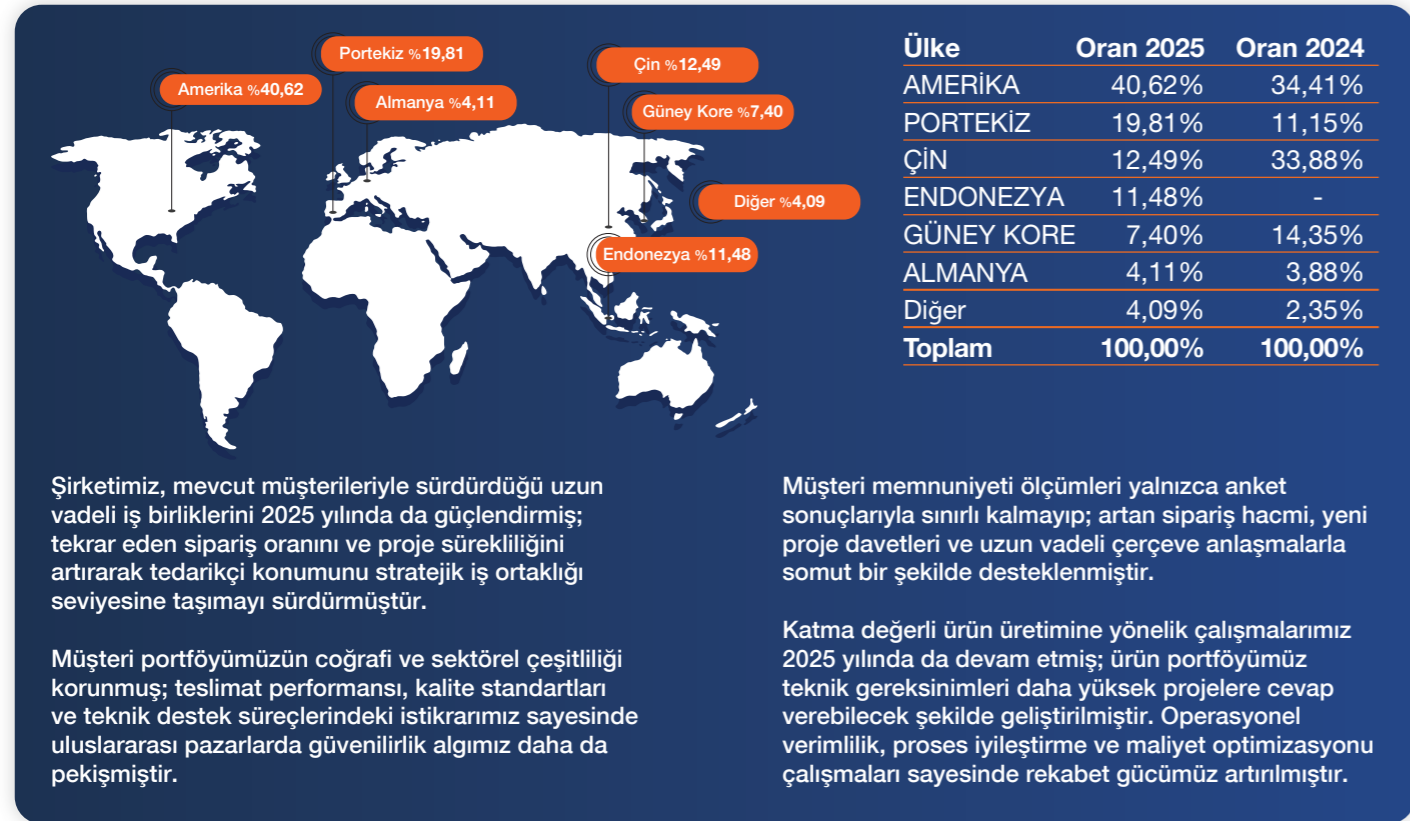 Portekiz %19,81
Çin %12,49
Amerika %40,62
Almanya %4,11
Güney Kore %7,40
Diğer %4,09
Endonezya %11,48
Ülke Oran 2025 Oran 2024
AMERİKA 40,62% 34,41%
PORTEKİZ 19,81% 11,15%
ÇİN 12,49% 33,88%
ENDONEZYA 11,48% -
GÜNEY KORE 7,40% 14,35%
ALMANYA 4,11% 3,88%
Diğer 4,09% 2,35%
Toplam 100,00% 100,00%
Şirketimiz, mevcut müşterileriyle sürdürdüğü uzun
vadeli iş birliklerini 2025 yılında da güçlendirmiş;
tekrar eden sipariş oranını ve proje sürekliliğini
artırarak tedarikçi konumunu stratejik iş ortaklığı
seviyesine taşımayı sürdürmüştür.
Müşteri portföyümüzün coğrafi ve sektörel çeşitliliği
korunmuş; teslimat performansı, kalite standartları
ve teknik destek süreçlerindeki istikrarımız sayesinde
uluslararası pazarlarda güvenilirlik algımız daha da
pekişmiştir.
Müşteri memnuniyeti ölçümleri yalnızca anket
sonuçlarıyla sınırlı kalmayıp; artan sipariş hacmi, yeni
proje davetleri ve uzun vadeli çerçeve anlaşmalarla
somut bir şekilde desteklenmiştir.
Katma değerli ürün üretimine yönelik çalışmalarımız
2025 yılında da devam etmiş; ürün portföyümüz
teknik gereksinimleri daha yüksek projelere cevap
verebilecek şekilde geliştirilmiştir. Operasyonel
verimlilik, proses iyileştirme ve maliyet optimizasyonu
çalışmaları sayesinde rekabet gücümüz artırılmıştır.